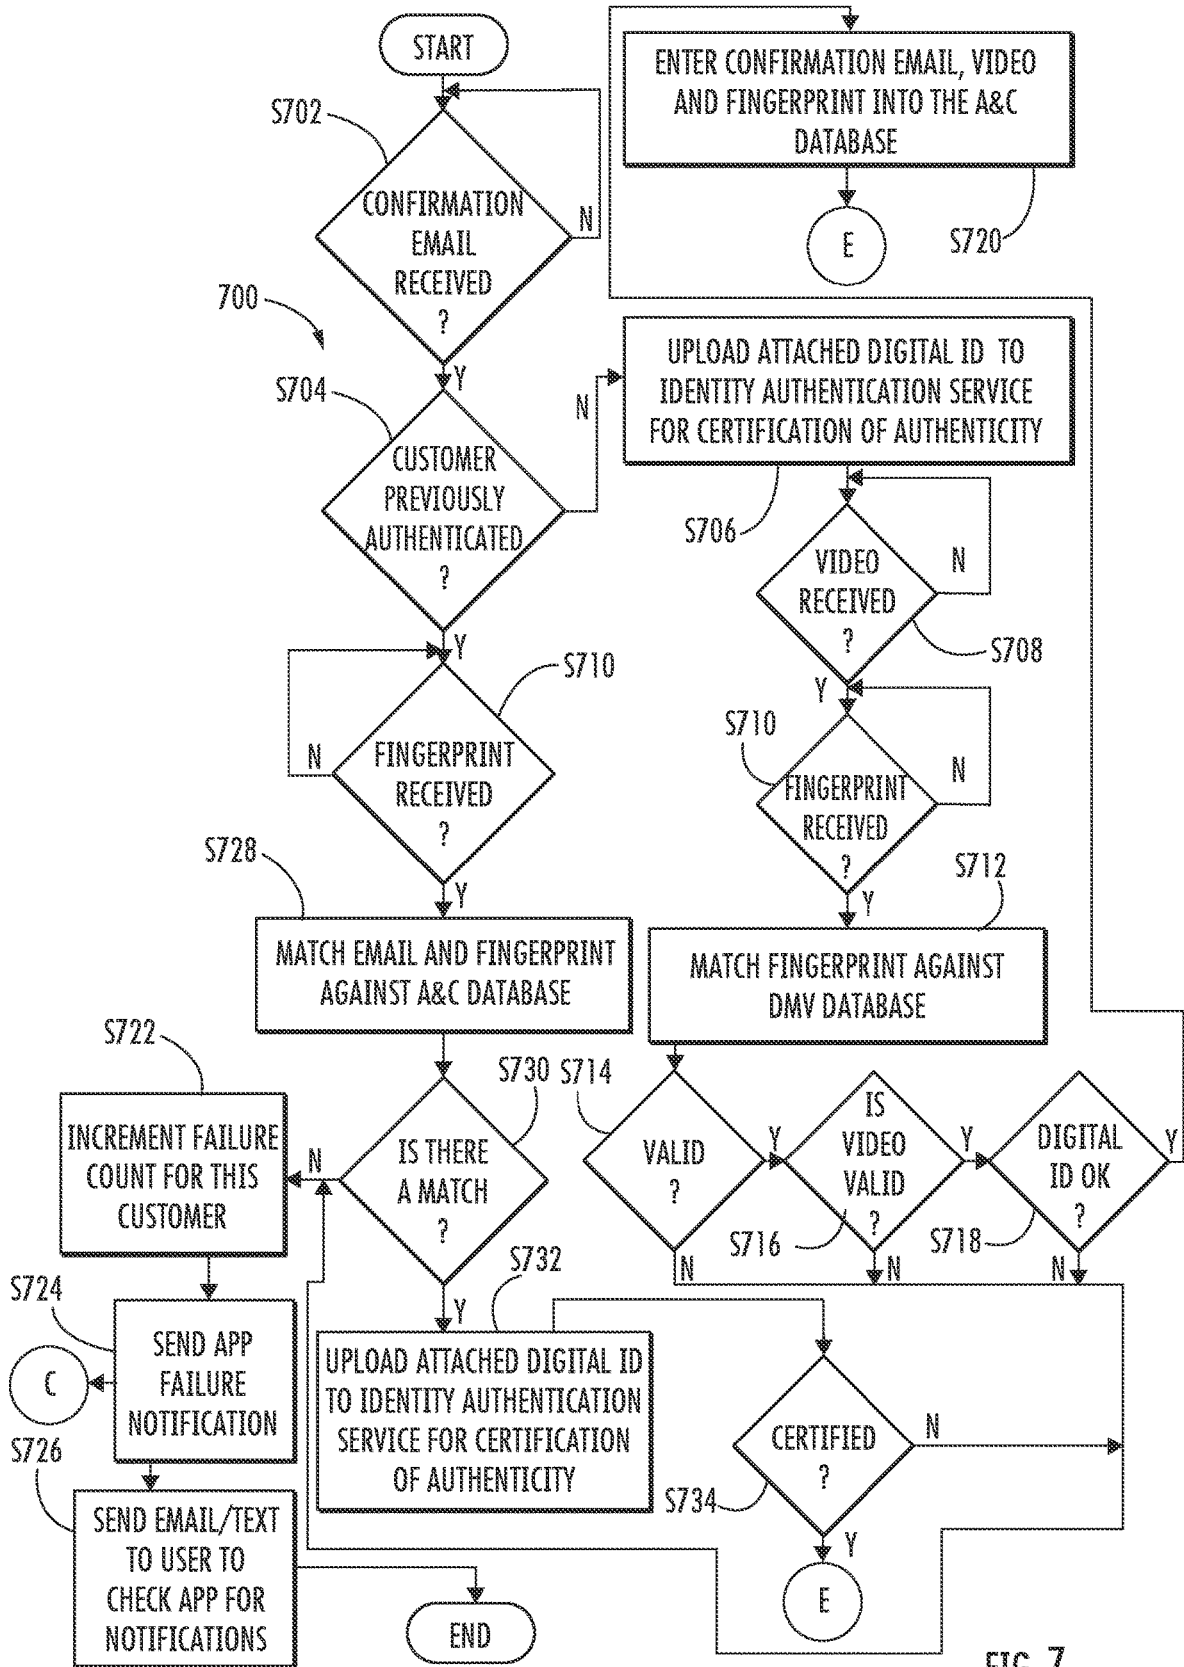 START
S702
CONFIRMATION
EMAIL
RECEIVED
?
N
Y
700
S704
CUSTOMER
PREVIOUSLY
AUTHENTICATED
?
N
Y
S710
FINGERPRINT
RECEIVED
?
N
Y
S728
MATCH EMAIL AND FINGERPRINT
AGAINST A&C DATABASE
S730
IS THERE
A MATCH
?
N
Y
S722
INCREMENT FAILURE
COUNT FOR THIS
CUSTOMER
S724
SEND APP
FAILURE
NOTIFICATION
C
S726
SEND EMAIL/TEXT
TO USER TO
CHECK APP FOR
NOTIFICATIONS
END
S732
UPLOAD ATTACHED DIGITAL ID
TO IDENTITY AUTHENTICATION
SERVICE FOR CERTIFICATION
OF AUTHENTICITY
CERTIFIED
?
N
S734
Y
E
ENTER CONFIRMATION EMAIL, VIDEO
AND FINGERPRINT INTO THE A&C
DATABASE
S720
E
UPLOAD ATTACHED DIGITAL ID TO
IDENTITY AUTHENTICATION SERVICE
FOR CERTIFICATION OF AUTHENTICITY
S706
VIDEO
RECEIVED
?
N
S708
Y
S710
FINGERPRINT
RECEIVED
?
N
Y
S712
MATCH FINGERPRINT AGAINST
DMV DATABASE
S714
VALID
?
Y
N
IS
VIDEO
VALID
?
S716
Y
N
DIGITAL
ID OK
?
S718
Y
N
FIG. 7